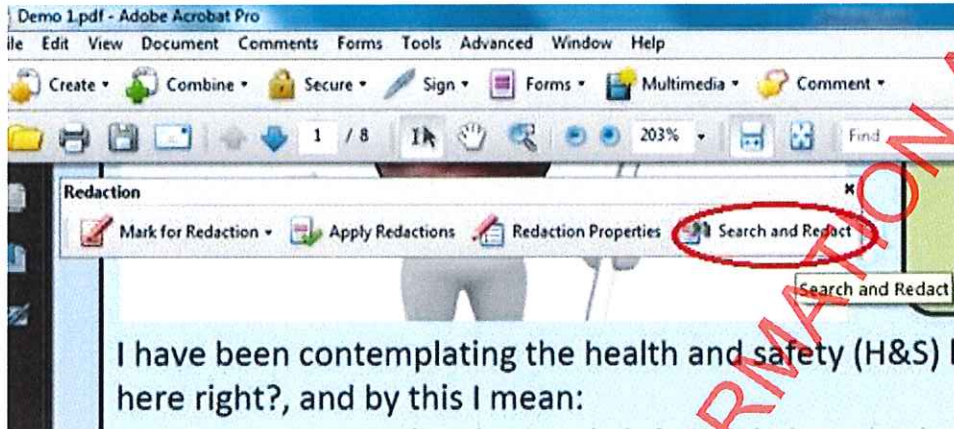 Demo 1.pdf - Adobe Acrobat Pro
ile Edit View Document Comments Forms Tools Advanced Window Help
Create Combine Secure Sign Forms Multimedia Comment
1 / 8 203% Find
Redaction
Mark for Redaction Apply Redactions Redaction Properties Search and Redact
Search and Redact
I have been contemplating the health and safety (H&S)
here right?, and by this I mean:
RMATION